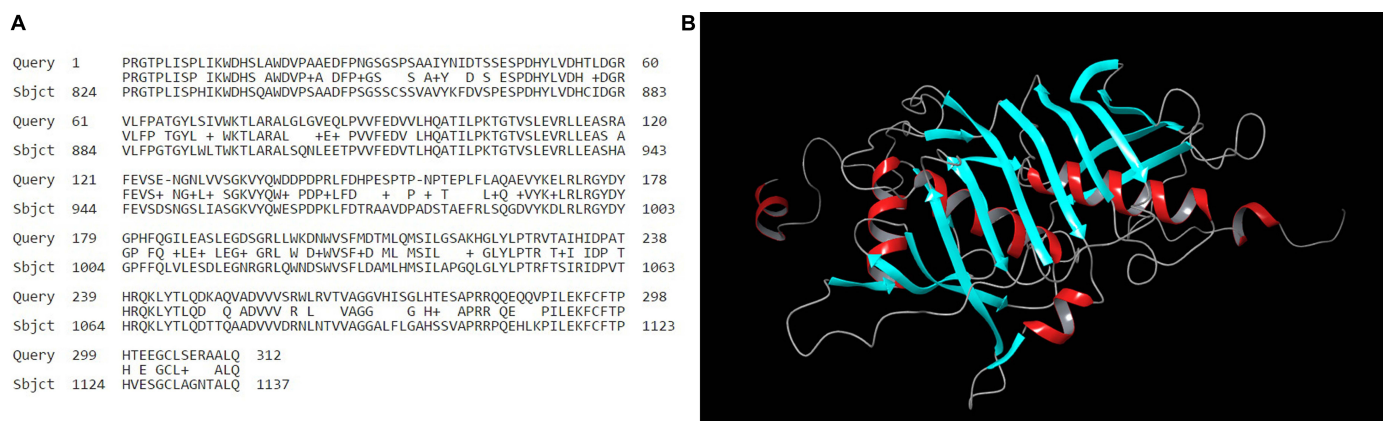 A
B
Query 1 PRGTPLISPLIKWDHSLAWDVPAAEDFPNGSGSPSAAIYNIDTSSESPDHYLVDHTLDGR 60
PRGTPLISP IKWDHS AWDVP+A DFP+GS S A+Y D S ESPDHYLVDH +DGR
Sbjct 824 PRGTPLISPHIKWDHSQAWDVPSAADFPSGSSCSSVAVYKFDVSPESPDHYLVDHCIDGR 883
Query 61 VLFPATGYLSIVWKTLARALGLGVEQLPVVFEDVVLHQATILPKTGTVSLEVRLLEASRA 120
VLFP TGYL + WKTLARAL +E+ PVVFEDV LHQATILPKTGTVSLEVRLLEAS A
Sbjct 884 VLFPGTGYLWLTWKTLARALSQNLEETPVVFEDVTLHQATILPKTGTVSLEVRLLEASHA 943
Query 121 FEVSE-NGNLVVSGKVYQWDDPDPRLFDHPESPTP-NPTEPLFLAQAEVYKELRLRGYDY 178
FEVS+ NG+L+ SGKVYQW+ PDP+LFD + P + T L+Q +VYK+LRLRGYDY
Sbjct 944 FEVSDSNGSLIASGKVYQWESPDPKLFDTRAAVDPADSTAEFRLSQGDVYKDLRLRGYDY 1003
Query 179 GPHFQGILEASLEGDSGRLLWKDNWVSFMDTMLQMSILGSAKHGLYLPTRVTAIHIDPAT 238
GP FQ +LE+ LEG+ GRL W D+WVSF+D ML MSIL + GLYLPTR T+I IDP T
Sbjct 1004 GPFFQLVLESDLEGNRGRLQWNDSWVSFLDAMLHMSILAPGQLGLYLPTRFTSIRIDPVT 1063
Query 239 HRQKLYTLQDKAQVADVVVSRWLRVTVAGGVHISGLHTESAPRRQQEQQVPILEKFCFTP 298
HRQKLYTLQD Q ADVVV R L VAGG G H+ APRR QE PILEKFCFTP
Sbjct 1064 HRQKLYTLQDTTQAADVVVDRNLNTVVAGGALFLGAHSSVAPRRPQEHLKPILEKFCFTP 1123
Query 299 HTEEGCLSERAALQ 312
H E GCL+ ALQ
Sbjct 1124 HVESGCLAGNTALQ 1137